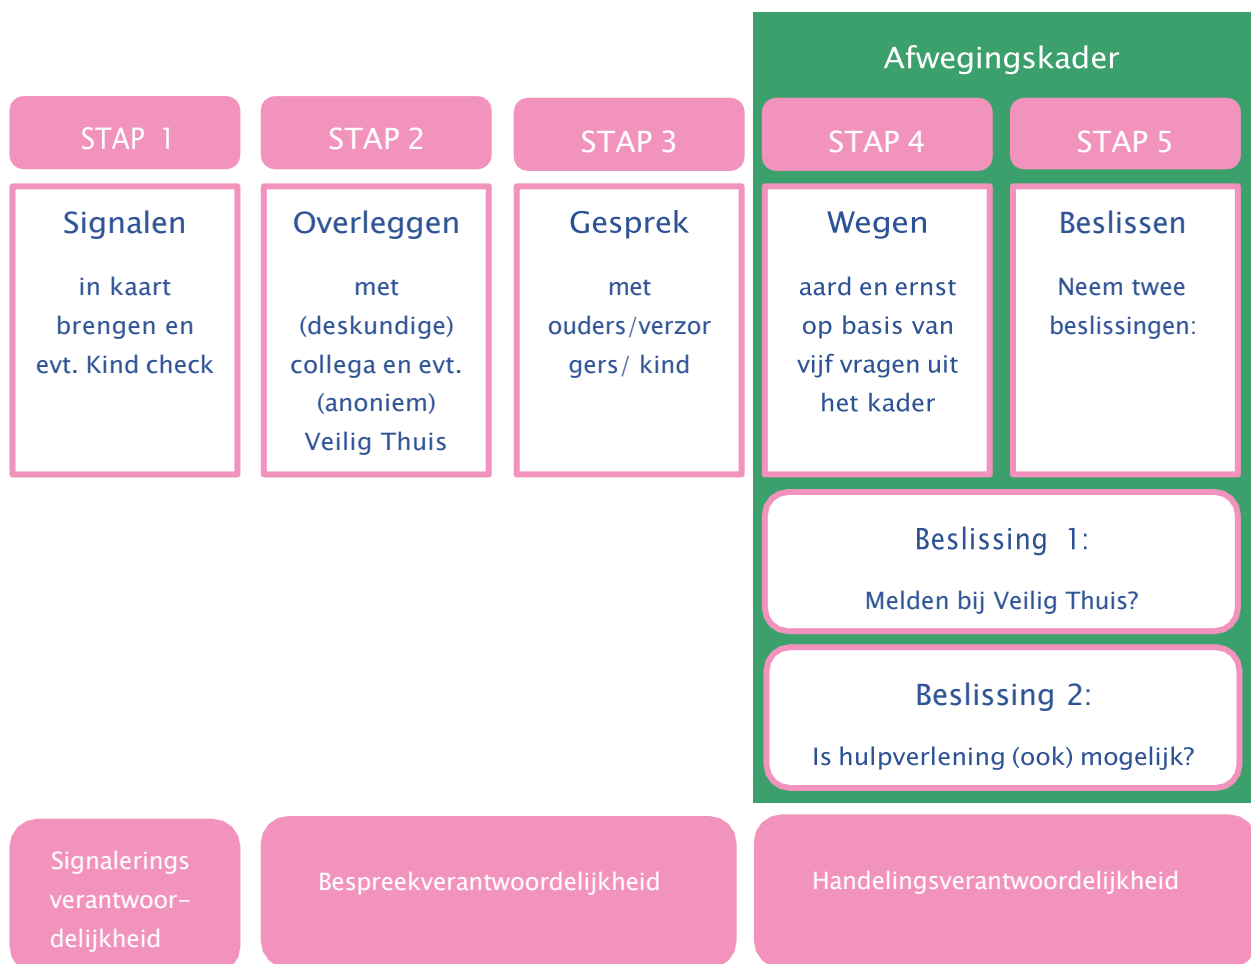 Afwegingskader
STAP 1
STAP 2
STAP 3
STAP 4
STAP 5
Signalen
in kaart
brengen en
evt. Kind check
Overleggen
met
(deskundige)
collega en evt.
(anoniem)
Veilig Thuis
Gesprek
met
ouders/verzor
gers/ kind
Wegen
aard en ernst
op basis van
vijf vragen uit
het kader
Beslissen
Neem twee
beslissingen:
Beslissing 1:
Melden bij Veilig Thuis?
Beslissing 2:
Is hulpverlening (ook) mogelijk?
Signalerings
verantwoor-
delijkheid
Bespreekverantwoordelijkheid
Handelingsverantwoordelijkheid